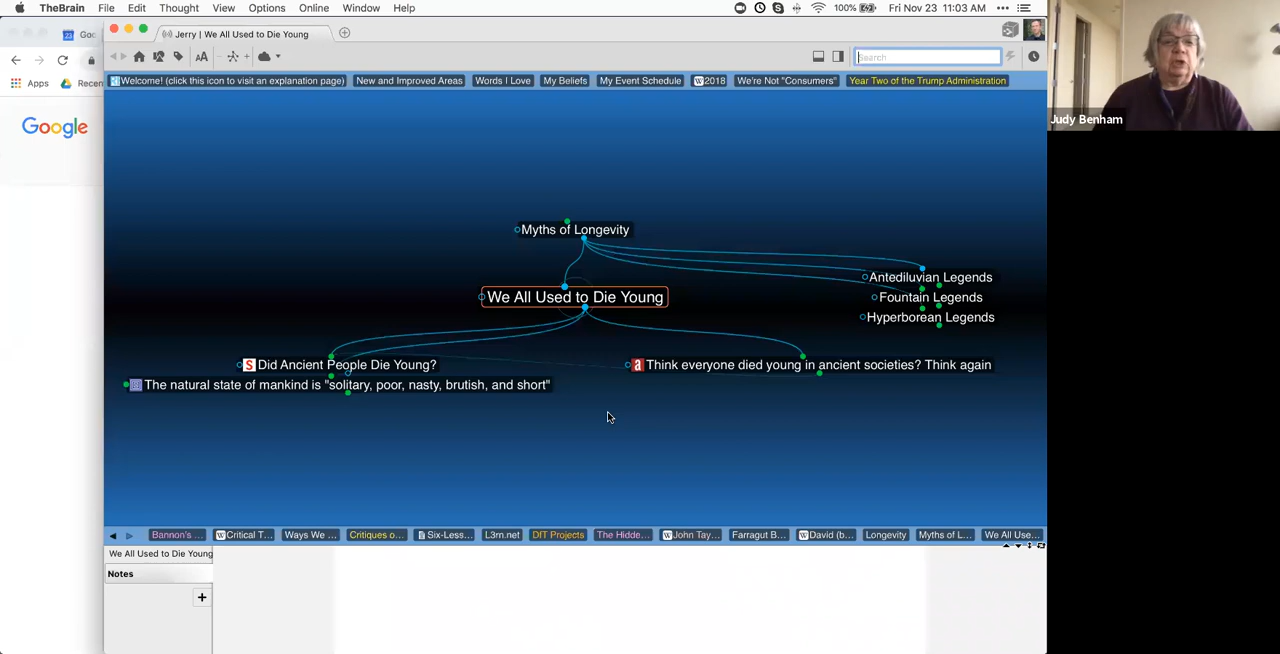 TheBrain File Edit Thought View Options Online Window Help 100% Fri Nov 23 11:03 AM
Jerry | We All Used to Die Young
AA Search
Apps Recen
Welcome! (click this icon to visit an explanation page) New and Improved Areas Words I Love My Beliefs My Event Schedule W 2018 We're Not "Consumers" Year Two of the Trump Administration
Judy Benham
Google
Myths of Longevity
Antediluvian Legends
We All Used to Die Young
Fountain Legends
Hyperborean Legends
S Did Ancient People Die Young?
a Think everyone died young in ancient societies? Think again
The natural state of mankind is "solitary, poor, nasty, brutish, and short"
Bannon's ... W Critical T... Ways We ... Critiques o... Six-Less... L3rn.net DIT Projects The Hidde... W John Tay... Farragut B... W David (b... Longevity Myths of L... We All Use...
We All Used to Die Young
Notes
+